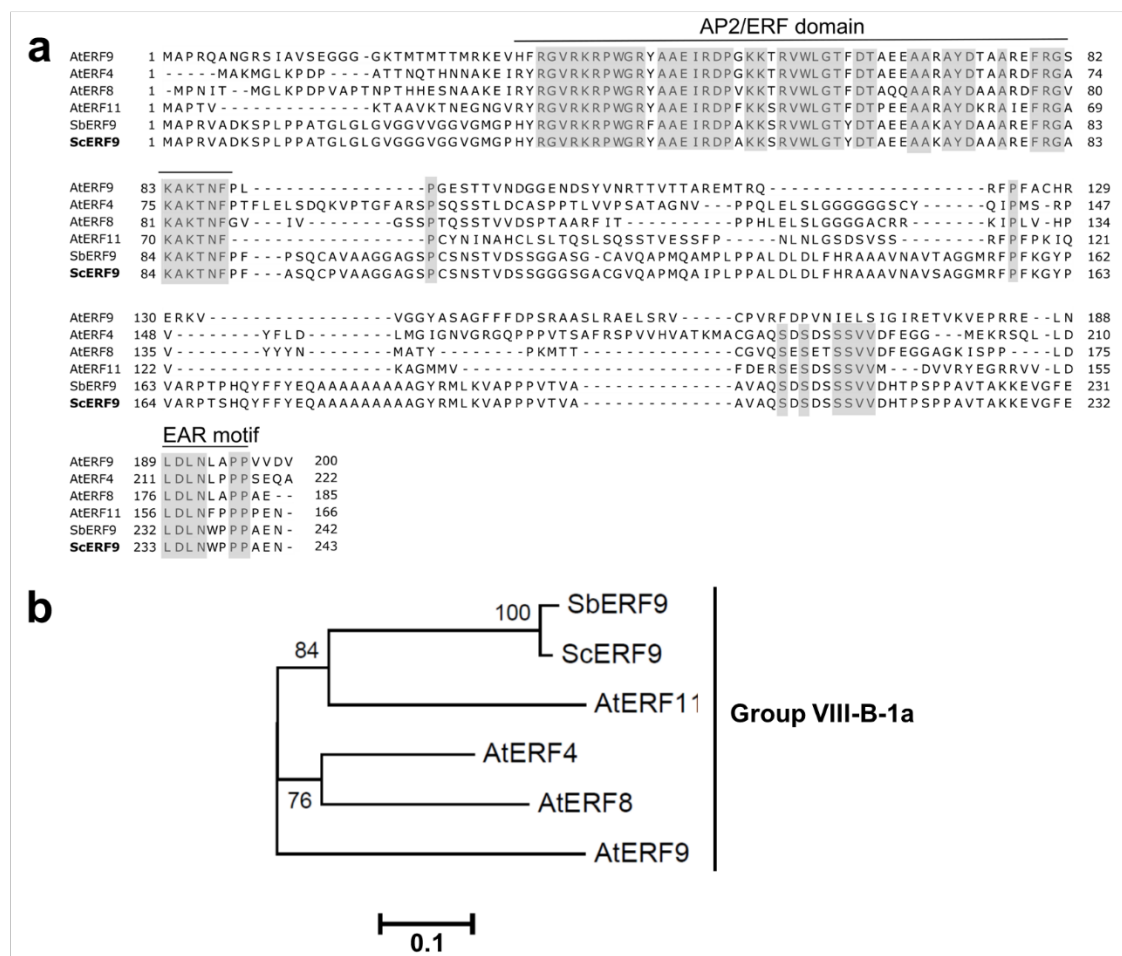 a
AP2/ERF domain
AtERF9 1 MAPRQANGRSIAVSEGGG-GKTMTMTTMRKEVHFRGVRKRPWGRYAAEIRDPGKKTRVWLGTFDTAEEAARAYDTAAREFRGS 82
AtERF4 1 -----MAKMGLKPDP----ATTNQTHNNAKEIRYRGVRKRPWGRYAAEIRDPGKKTRVWLGTFDTAEEAARAYDTAARDFRGA 74
AtERF8 1 --MPNIT--MGLKPDPVAPTNPTHHESNAAKEIRYRGVRKRPWGRYAAEIRDPVKKTRVWLGTFDTAQQAARAYDAAARDFRGV 80
AtERF11 1 MAPTV----------KTAAVKTNEGNGVRYRGVRKRPWGRYAAEIRDPFKKSRVWLGTFDTPEEAARAYDKRAIEFRGA 69
SbERF9 1 MAPRVADKSPLPPATGLGLGVGGVVGGVGMGPHYRGVRKRPWGRFAAEIRDPAKKSRVWLGTYDTAEEAAKAYDAAAREFRGA 83
ScERF9 1 MAPRVADKSPLPPATGLGLGVGGGVGGVGMGPHYRGVRKRPWGRFAAEIRDPAKKSRVWLGTYDTAEEAAKAYDAAAREFRGA 83
AtERF9 83 KAKTNFPL----------------PGESTTVNDGGENDSYVNRTTVTTAREMTRQ--------------------RFPFACHR 129
AtERF4 75 KAKTNFPTFLELSDQKVPTGFARSPSQSSTLDCASPPTLVVPSATAGNV---PPQLELSLGGGGGGSCY---QIPMS-RP 147
AtERF8 81 KAKTNFGV---IV-------GSSPTQSSTVVDSPTAARFIT-------PPHLELSLGGGGACRR-----KIPLV-HP 134
AtERF11 70 KAKTNF------------------PCYNINAHCLSLTQSLSQSSTVESSFP-----NLNLGSDSVSS----RFPFPKIQ 121
SbERF9 84 KAKTNFPF---PSQCAVAAGGAGSPCSNSTVDSSGGASG-CAVQAPMQAMPLPPALDLDLFHRAAAVNAVTAGGMRFPFKGYP 162
ScERF9 84 KAKTNFPF---ASQCPVAAGGAGSPCSNSTVDSSGGGSGACGVQAPMQAIPLPPALDLDLFHRAAAVNAVSAGGMRFPFKGYP 163
AtERF9 130 ERKV--------------------VGGYASAGFFFDPSRAASLRAELSRV-------CPVRFDPVNIELSIGIRETVKVEPRRE--LN 188
AtERF4 148 V-------YFLD-------LMGIGNVGRGQPPPVTSAFRSPVVHVATKMACGAQSDSDSSSVVDFEGG---MEKRSQL-LD 210
AtERF8 135 V-------YYYN------MATY-------PKMTT-----------CGVQSESETSSSVVDFEGGAGKISPP---LD 175
AtERF11 122 V------------------KAGMMV--------------------FDERSESDSSSVVM---DVVRYEGRRVV-LD 155
SbERF9 163 VARPTPHQYFFYEQAAAAAAAAAGYRMLKVAPPPVTVA----------AVAQSDSDSSSVVDHTPSPPAVTAKKEVGFE 231
ScERF9 164 VARPTSHQYFFYEQAAAAAAAAAGYRMLKVAPPPVTVA----------AVAQSDSDSSSVVDHTPSPPAVTAKKEVGFE 232
EAR motif
AtERF9 189 LDLNLAPPVVDV 200
AtERF4 211 LDLNLPPPSEQA 222
AtERF8 176 LDLNLAPPAE-- 185
AtERF11 156 LDLNFPPPPEN- 166
SbERF9 232 LDLNWPPPAEN- 242
ScERF9 233 LDLNWPPPAEN- 243
b
100
SbERF9
ScERF9
84
AtERF11
Group VIII-B-1a
AtERF4
76
AtERF8
AtERF9
0.1